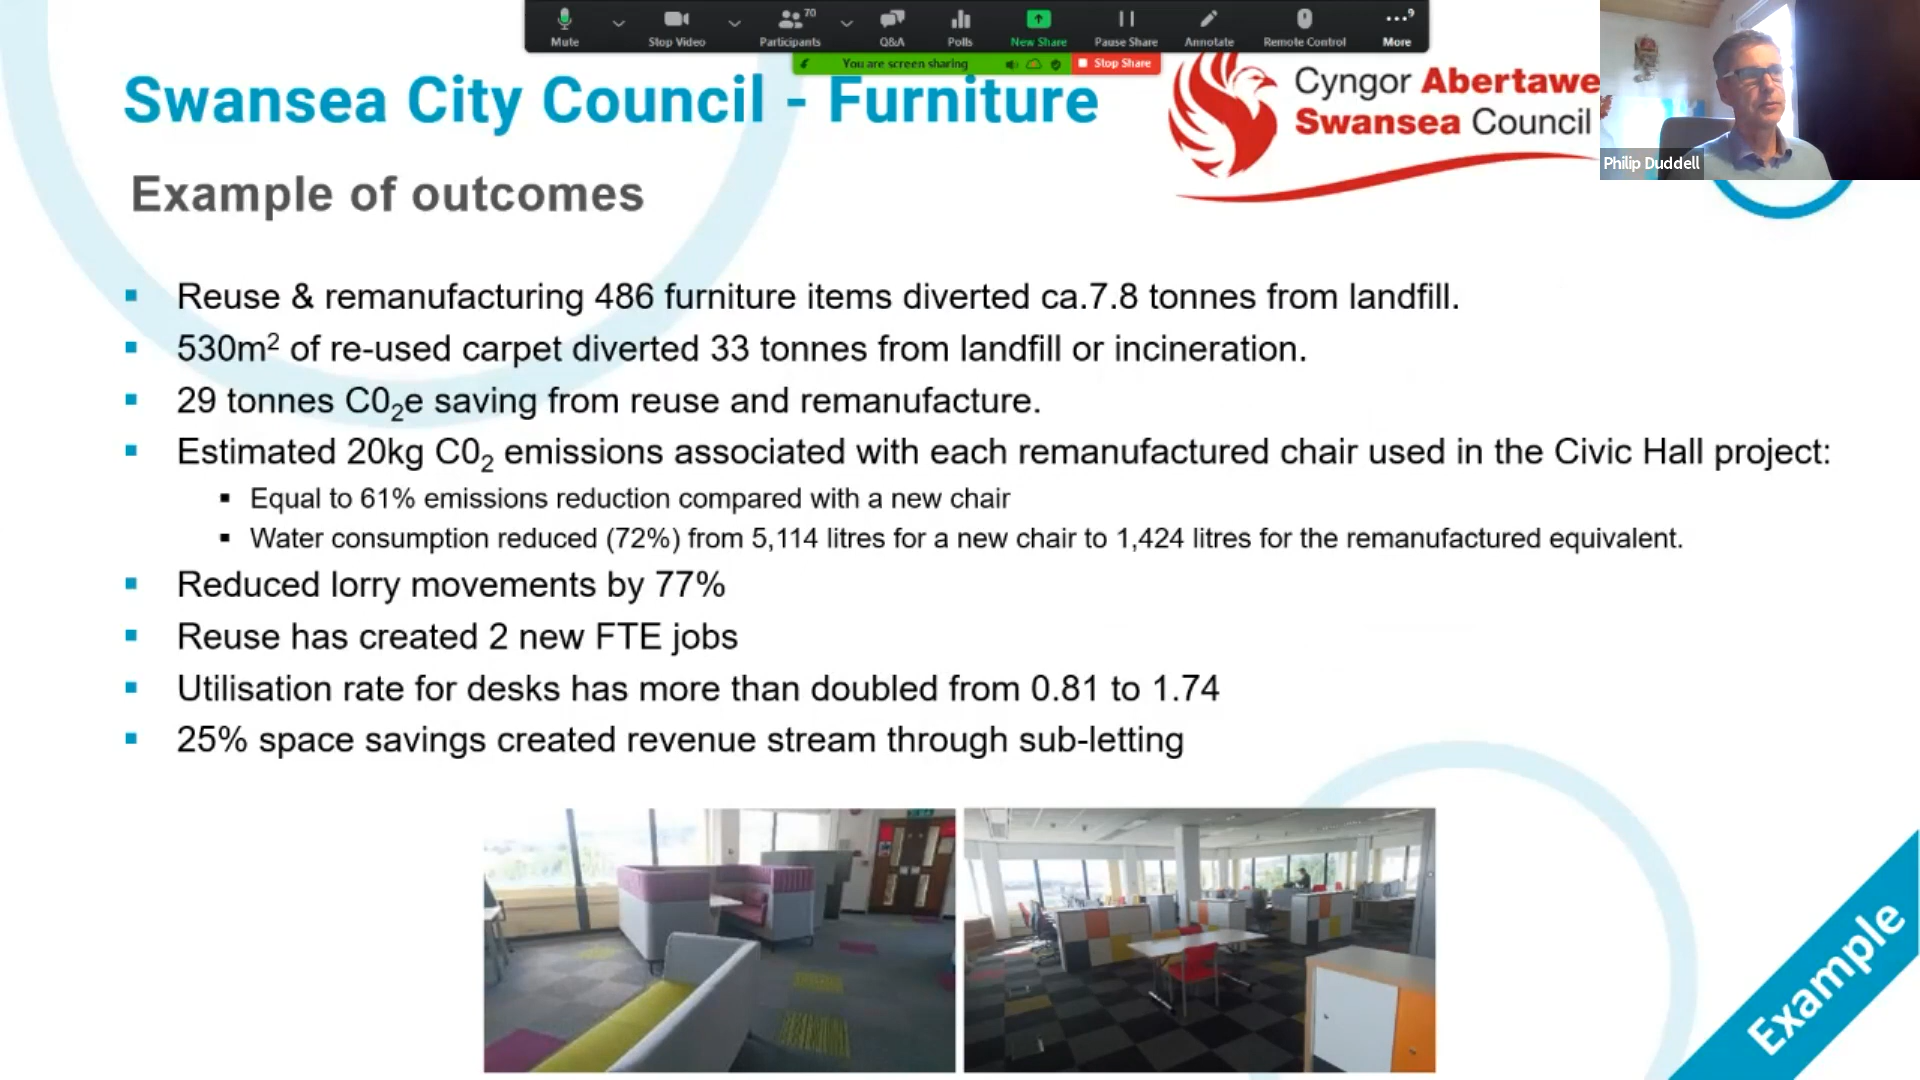 Mute
Stop Video
Participants
70
Q&A
Polls
New Share
Pause Share
Annotate
Remote Control
More
9
You are screen sharing
Stop Share
Swansea City Council - Furniture
Cyngor Abertawe
Swansea Council
Philip Duddell
Example of outcomes
Reuse & remanufacturing 486 furniture items diverted ca.7.8 tonnes from landfill.
530m² of re-used carpet diverted 33 tonnes from landfill or incineration.
29 tonnes C0₂e saving from reuse and remanufacture.
Estimated 20kg C0₂ emissions associated with each remanufactured chair used in the Civic Hall project:
Equal to 61% emissions reduction compared with a new chair
Water consumption reduced (72%) from 5,114 litres for a new chair to 1,424 litres for the remanufactured equivalent.
Reduced lorry movements by 77%
Reuse has created 2 new FTE jobs
Utilisation rate for desks has more than doubled from 0.81 to 1.74
25% space savings created revenue stream through sub-letting
Example